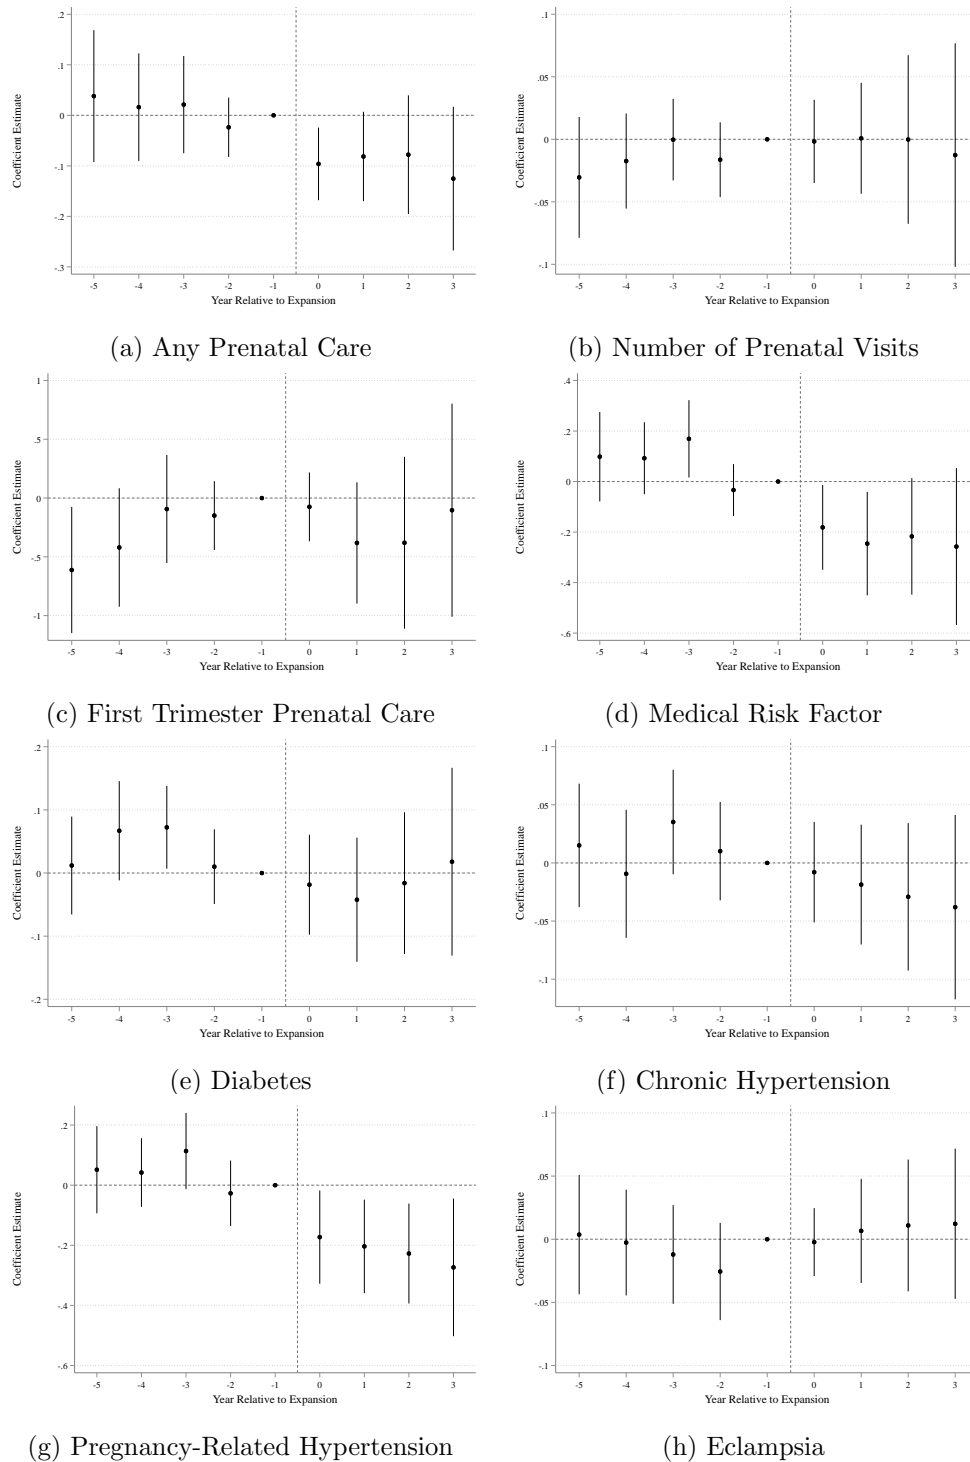 .2
.1
0
-.1
-.2
-.3
Coefficient Estimate
-5 -4 -3 -2 -1 0 1 2 3
Year Relative to Expansion
(a) Any Prenatal Care
.1
.05
0
-.05
-.1
Coefficient Estimate
-5 -4 -3 -2 -1 0 1 2 3
Year Relative to Expansion
(b) Number of Prenatal Visits
1
.5
0
-.5
-1
Coefficient Estimate
-5 -4 -3 -2 -1 0 1 2 3
Year Relative to Expansion
(c) First Trimester Prenatal Care
.4
.2
0
-.2
-.4
-.6
Coefficient Estimate
-5 -4 -3 -2 -1 0 1 2 3
Year Relative to Expansion
(d) Medical Risk Factor
.2
.1
0
-.1
-.2
Coefficient Estimate
-5 -4 -3 -2 -1 0 1 2 3
Year Relative to Expansion
(e) Diabetes
.1
.05
0
-.05
-.1
Coefficient Estimate
-5 -4 -3 -2 -1 0 1 2 3
Year Relative to Expansion
(f) Chronic Hypertension
.2
0
-.2
-.4
-.6
Coefficient Estimate
-5 -4 -3 -2 -1 0 1 2 3
Year Relative to Expansion
(g) Pregnancy-Related Hypertension
.1
.05
0
-.05
-.1
Coefficient Estimate
-5 -4 -3 -2 -1 0 1 2 3
Year Relative to Expansion
(h) Eclampsia